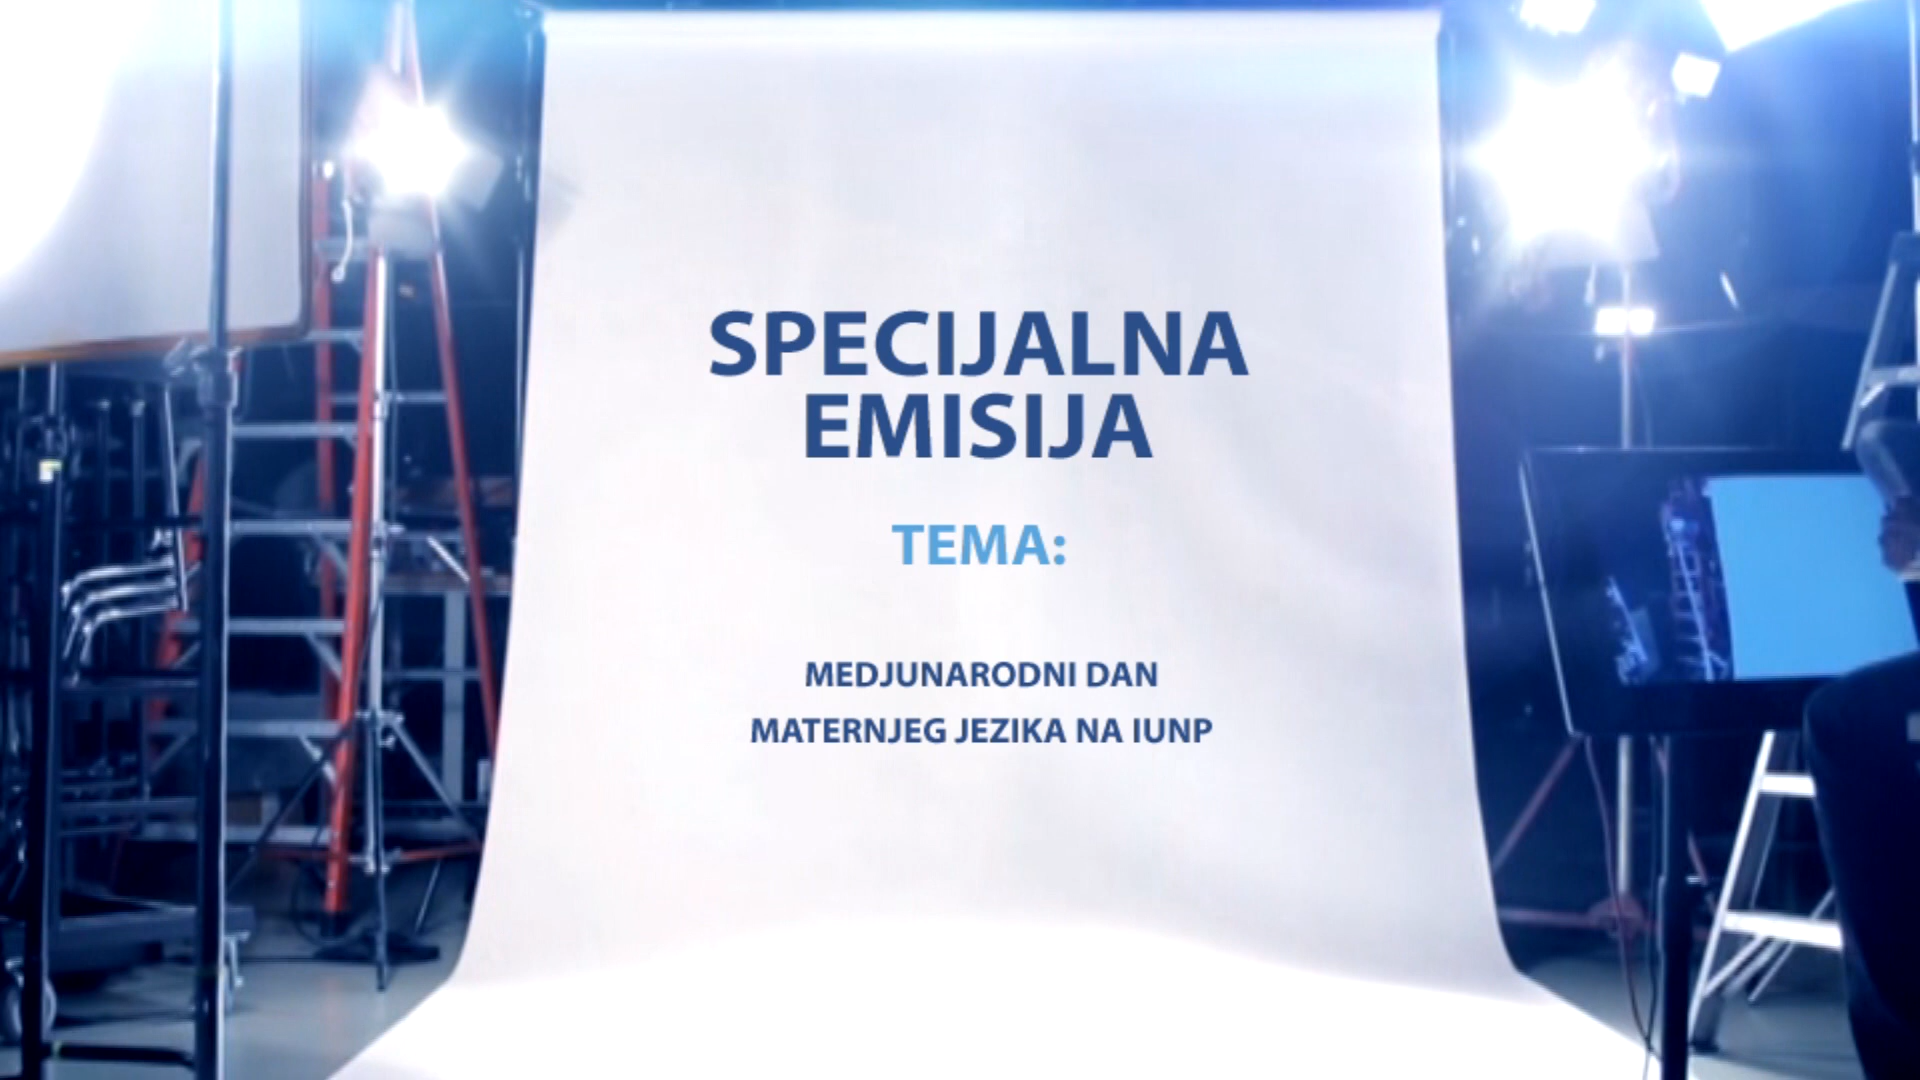 SPECIJALNA
EMISIJA
TEMA:
MEDJUNARODNI DAN
MATERNJEG JEZIKA NA IUNP